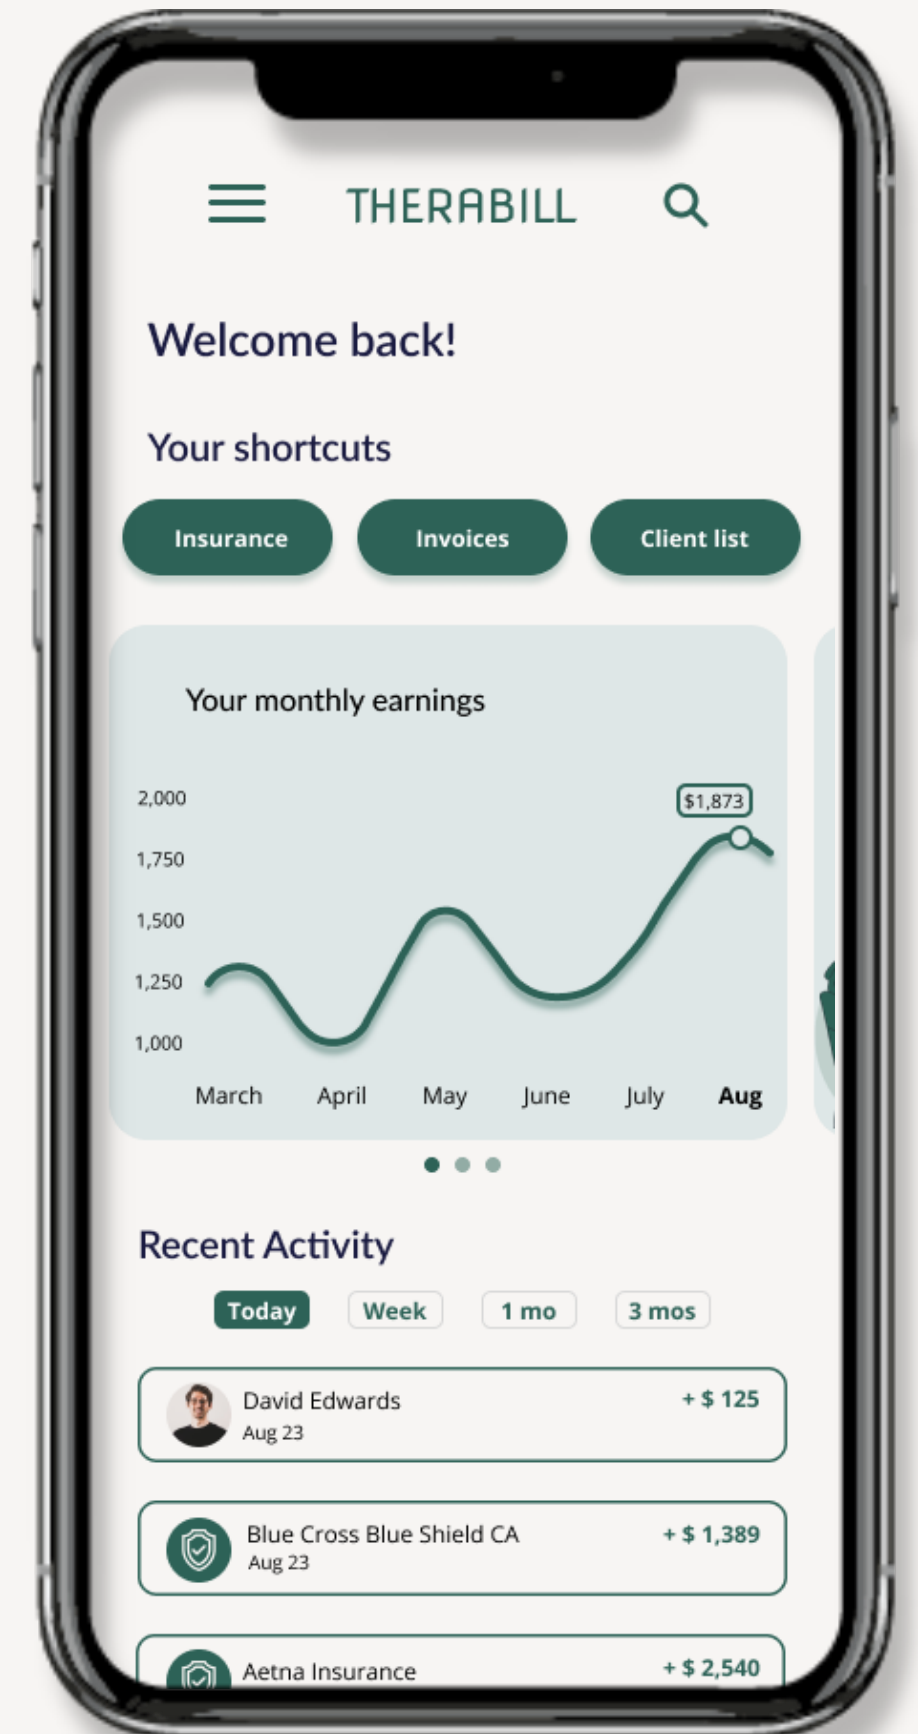 THERABILL
Welcome back!
Your shortcuts
Insurance Invoices Client list
Your monthly earnings
2,000
$1,873
1,750
1,500
1,250
1,000
March April May June July Aug
Recent Activity
Today Week 1 mo 3 mos
David Edwards + $ 125
Aug 23
Blue Cross Blue Shield CA + $ 1,389
Aug 23
Aetna Insurance + $ 2,540